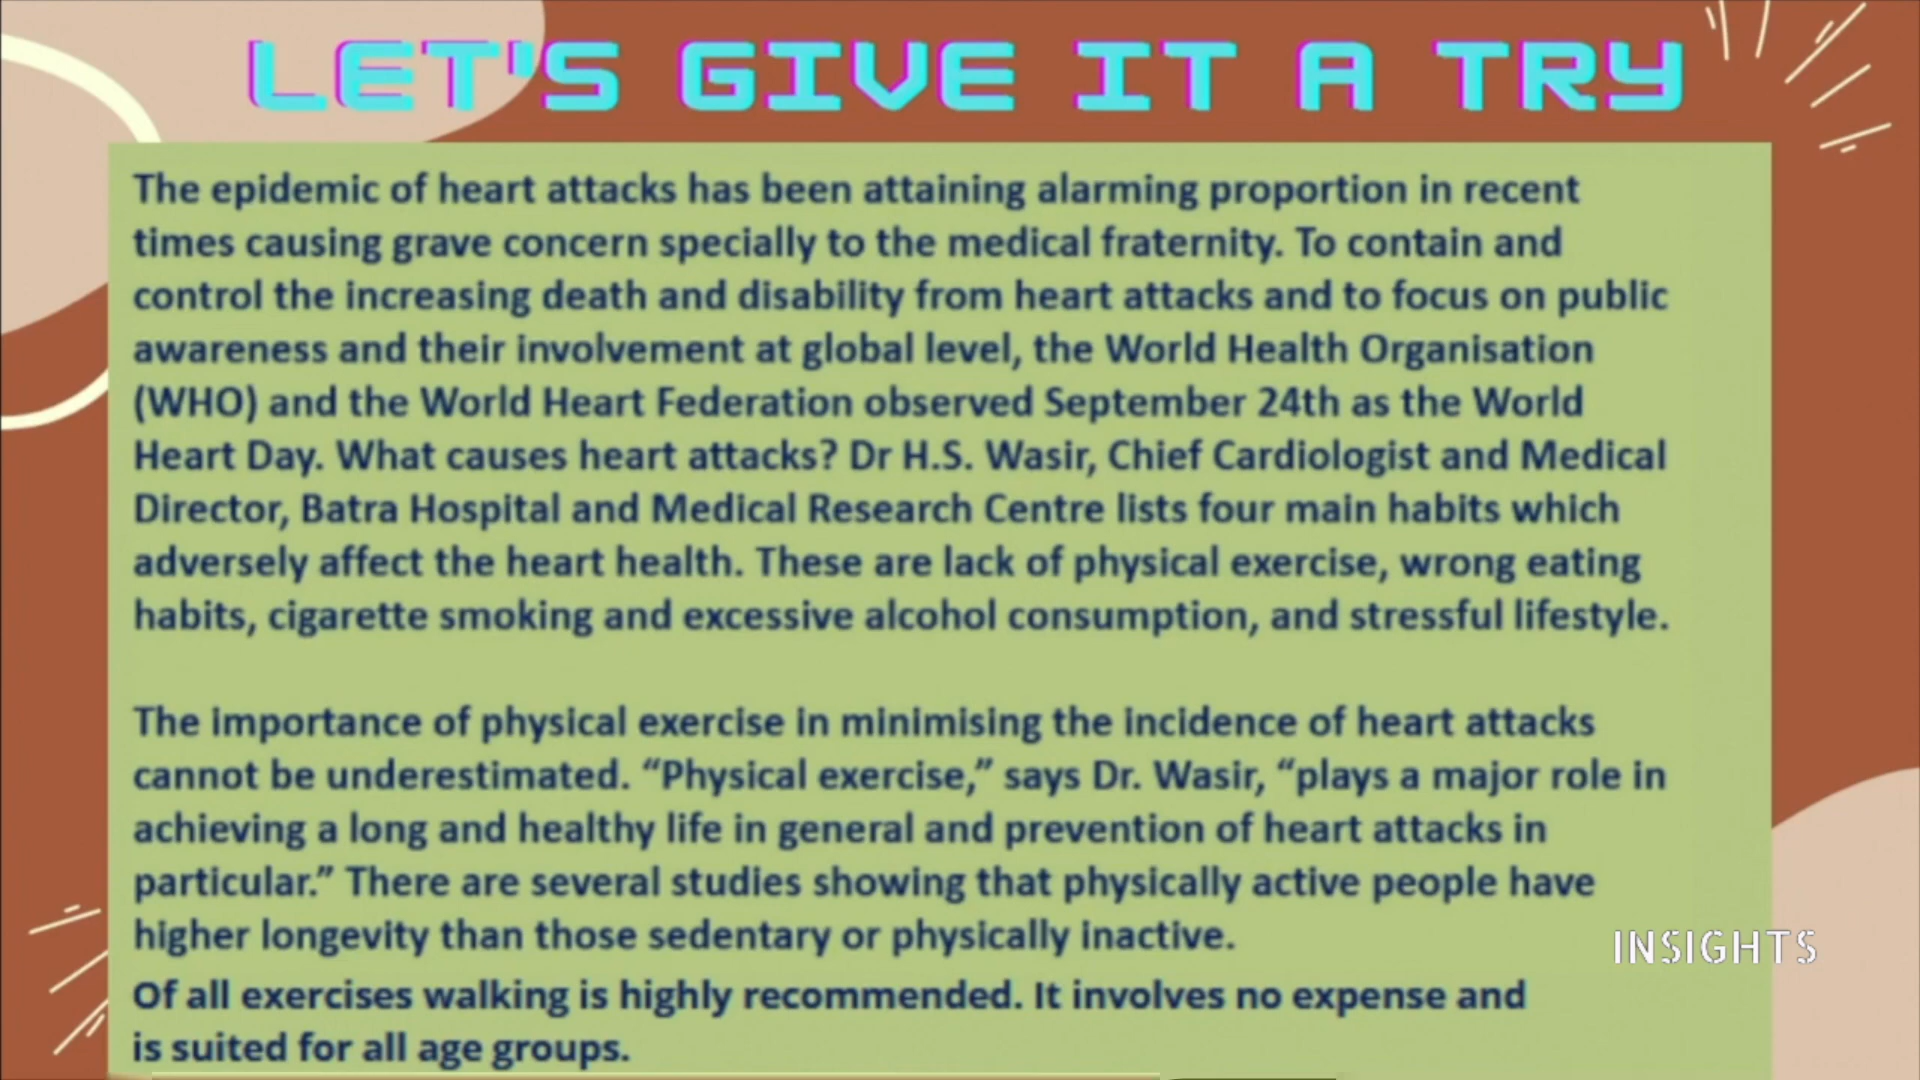 LET'S GIVE IT A TRY
The epidemic of heart attacks has been attaining alarming proportion in recent
times causing grave concern specially to the medical fraternity. To contain and
control the increasing death and disability from heart attacks and to focus on public
awareness and their involvement at global level, the World Health Organisation
(WHO) and the World Heart Federation observed September 24th as the World
Heart Day. What causes heart attacks? Dr H.S. Wasir, Chief Cardiologist and Medical
Director, Batra Hospital and Medical Research Centre lists four main habits which
adversely affect the heart health. These are lack of physical exercise, wrong eating
habits, cigarette smoking and excessive alcohol consumption, and stressful lifestyle.
The importance of physical exercise in minimising the incidence of heart attacks
cannot be underestimated. “Physical exercise,” says Dr. Wasir, “plays a major role in
achieving a long and healthy life in general and prevention of heart attacks in
particular.” There are several studies showing that physically active people have
higher longevity than those sedentary or physically inactive.
INSIGHTS
Of all exercises walking is highly recommended. It involves no expense and
is suited for all age groups.